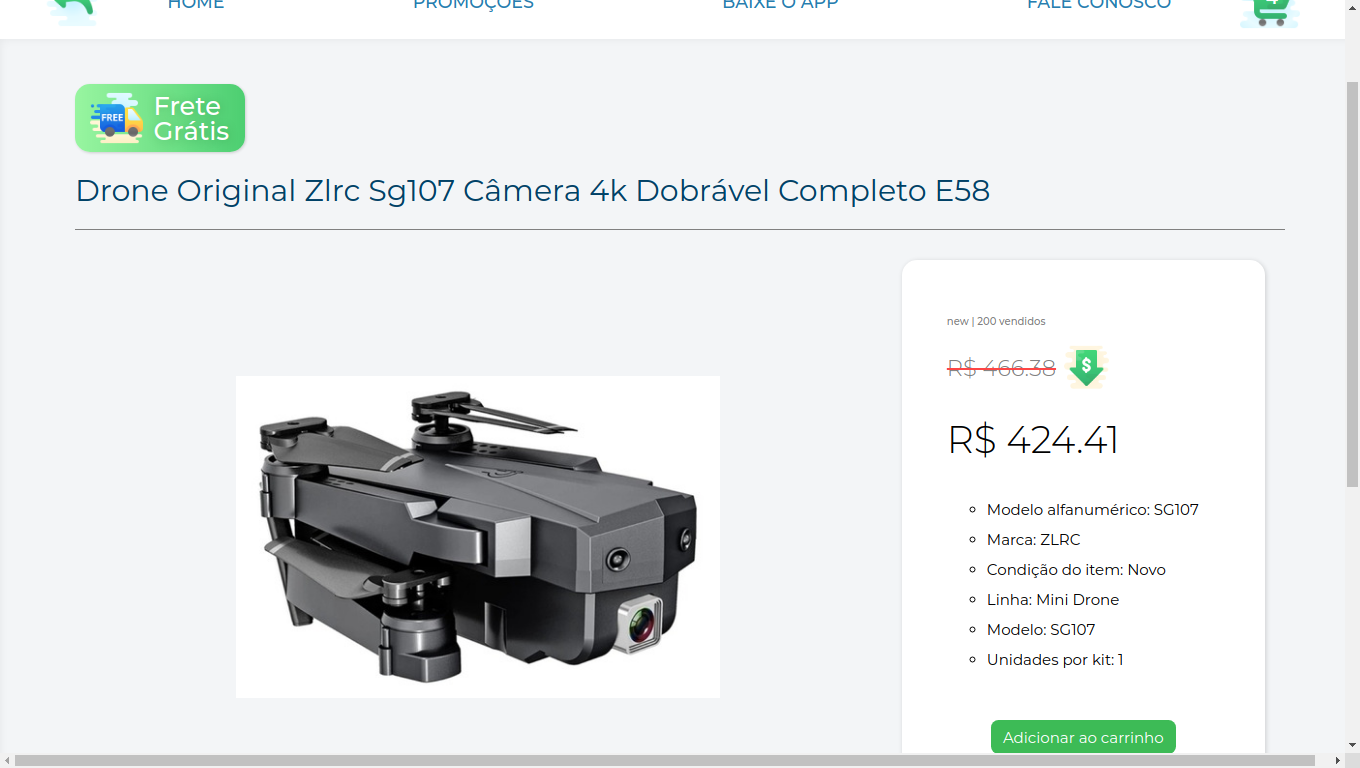 HOME PROMOÇÕES BAIXE O APP FALE CONOSCO
FREE
Frete
Grátis
Drone Original Zlrc Sg107 Câmera 4k Dobrável Completo E58
new | 200 vendidos
R$ 466.38
$
R$ 424.41
Modelo alfanumérico: SG107
Marca: ZLRC
Condição do item: Novo
Linha: Mini Drone
Modelo: SG107
Unidades por kit: 1
Adicionar ao carrinho